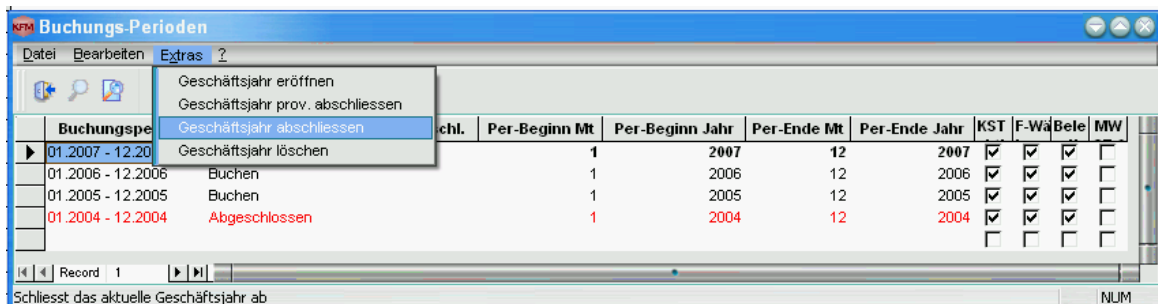 KFM Buchungs-Perioden
Datei Bearbeiten Extras ?
Geschäftsjahr eröffnen
Geschäftsjahr prov. abschliessen
Geschäftsjahr abschliessen
Geschäftsjahr löschen
Buchungspe chl. Per-Beginn Mt Per-Beginn Jahr Per-Ende Mt Per-Ende Jahr KST F-Wä Bele MW
01.2007 - 12.20 1 2007 12 2007
01.2006 - 12.2006 Buchen 1 2006 12 2006
01.2005 - 12.2005 Buchen 1 2005 12 2005
01.2004 - 12.2004 Abgeschlossen 1 2004 12 2004
Record 1
Schliesst das aktuelle Geschäftsjahr ab NUM